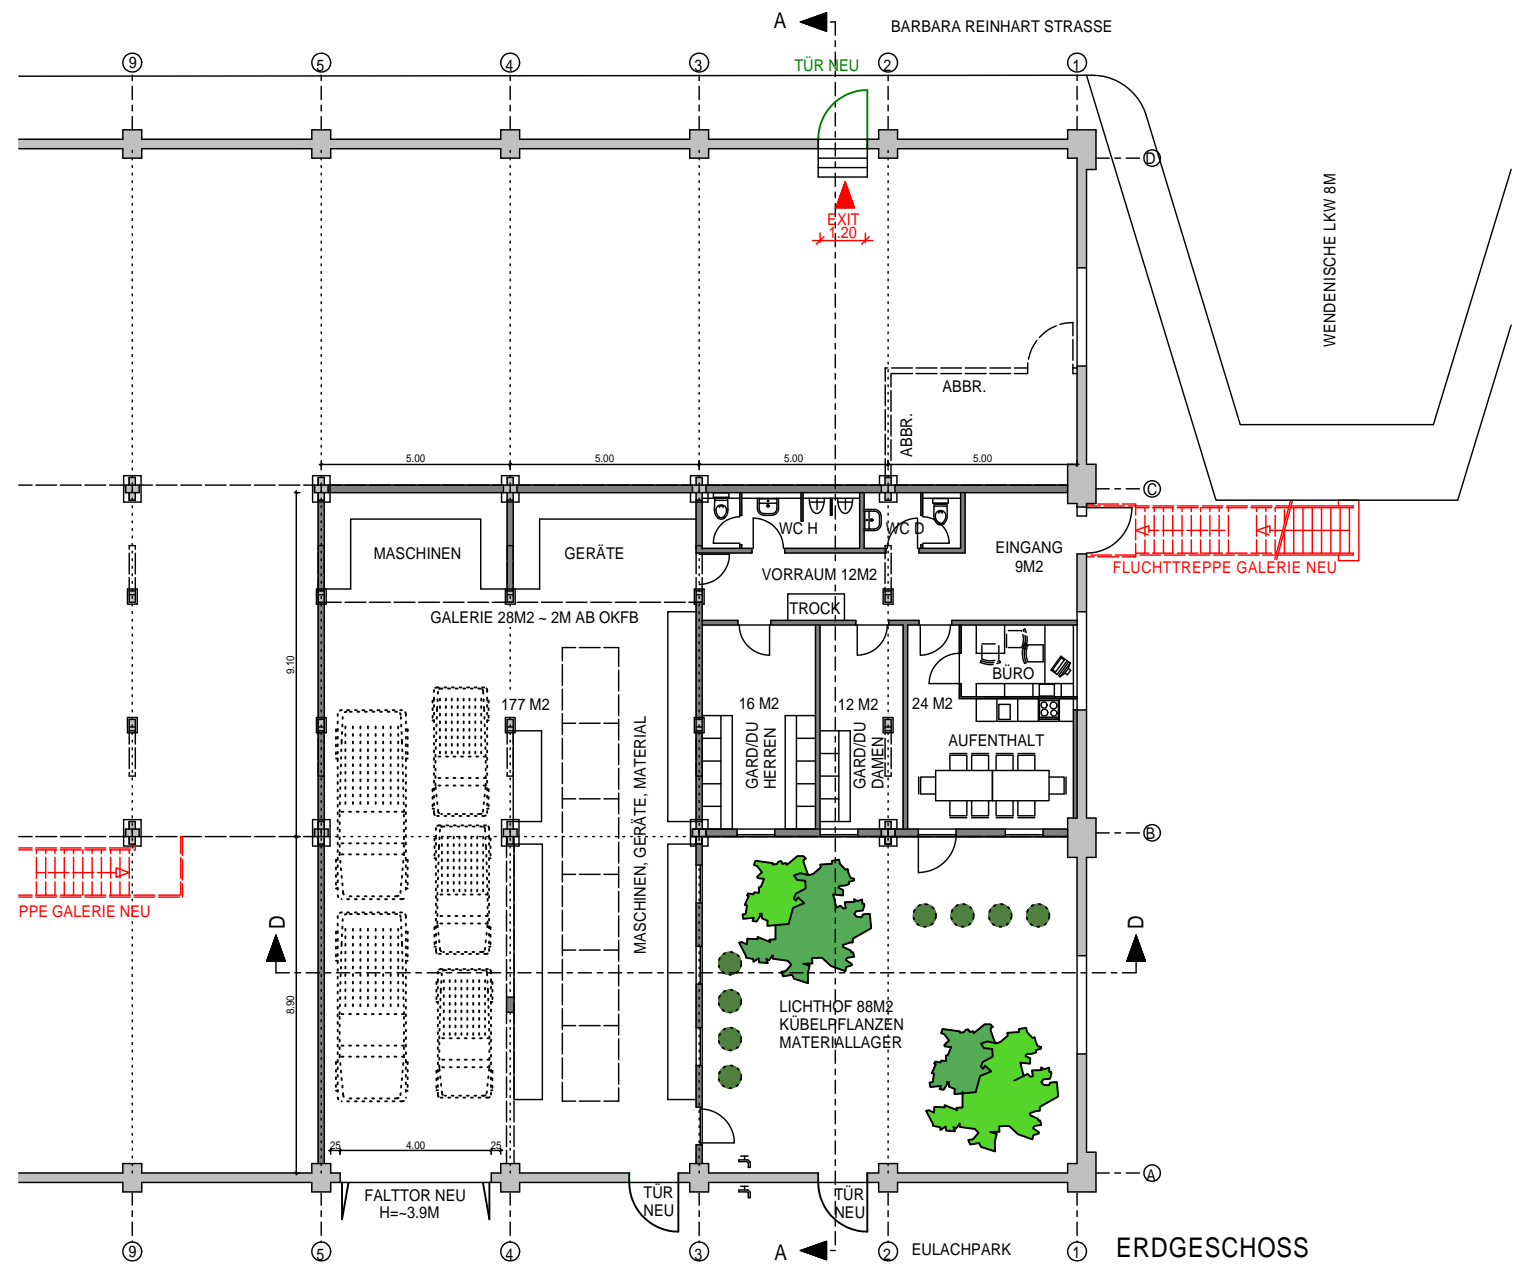 A
BARBARA REINHART STRASSE
9
5
4
3
2
1
TÜR NEU
D
EXIT
1.20
WENDENISCHE LKW 8M
ABBR.
ABBR.
5.00
5.00
5.00
5.00
C
WC H
WC D
MASCHINEN
GERÄTE
EINGANG
9M2
VORRAUM 12M2
FLUCHTTREPPE GALERIE NEU
TROCK
GALERIE 28M2 ~ 2M AB OKFB
9.10
BÜRO
177 M2
16 M2
12 M2
24 M2
GARD/DU
HERREN
GARD/DU
DAMEN
AUFENTHALT
MASCHINEN, GERÄTE, MATERIAL
B
PPE GALERIE NEU
D
D
8.90
LICHTHOF 88M2
KÜBELPFLANZEN
MATERIALLAGER
25
4.00
25
A
FALTTOR NEU
H=~3.9M
TÜR
NEU
TÜR
NEU
9
5
4
3
A
2
EULACHPARK
1
ERDGESCHOSS